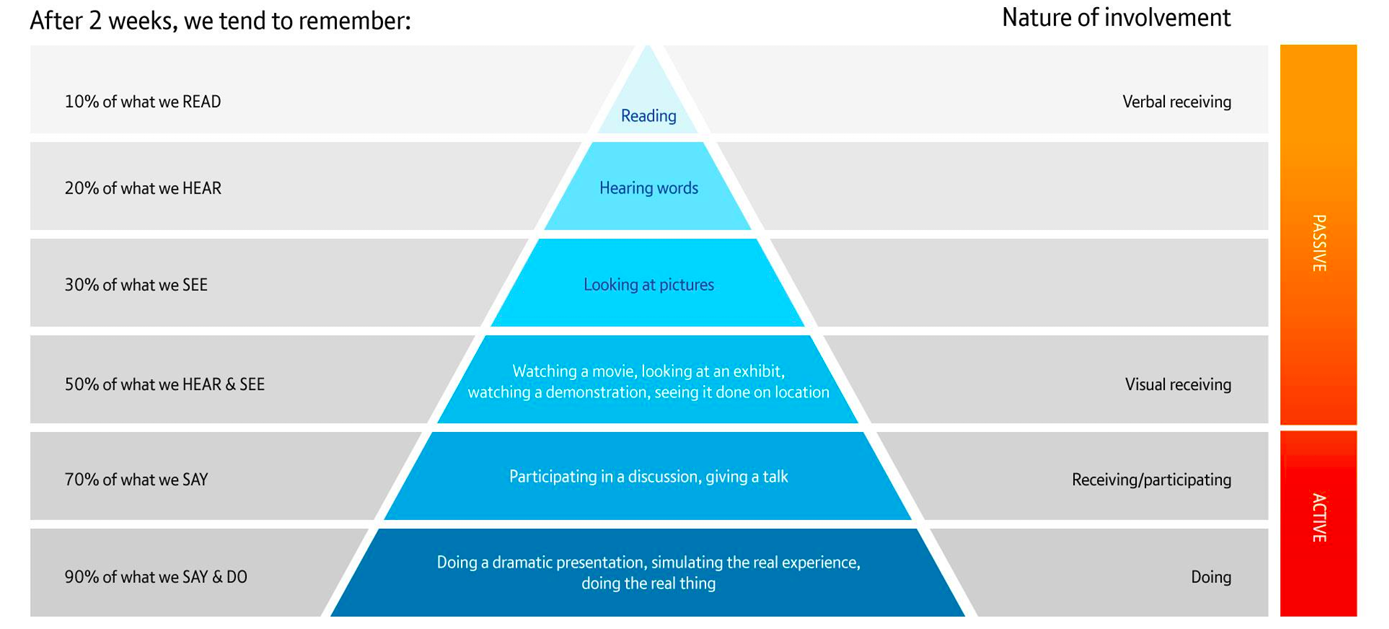 After 2 weeks, we tend to remember:
Nature of involvement
10% of what we READ
Reading
Verbal receiving
20% of what we HEAR
Hearing words
30% of what we SEE
Looking at pictures
50% of what we HEAR & SEE
Watching a movie, looking at an exhibit,
watching a demonstration, seeing it done on location
Visual receiving
PASSIVE
70% of what we SAY
Participating in a discussion, giving a talk
Receiving/participating
90% of what we SAY & DO
Doing a dramatic presentation, simulating the real experience,
doing the real thing
Doing
ACTIVE